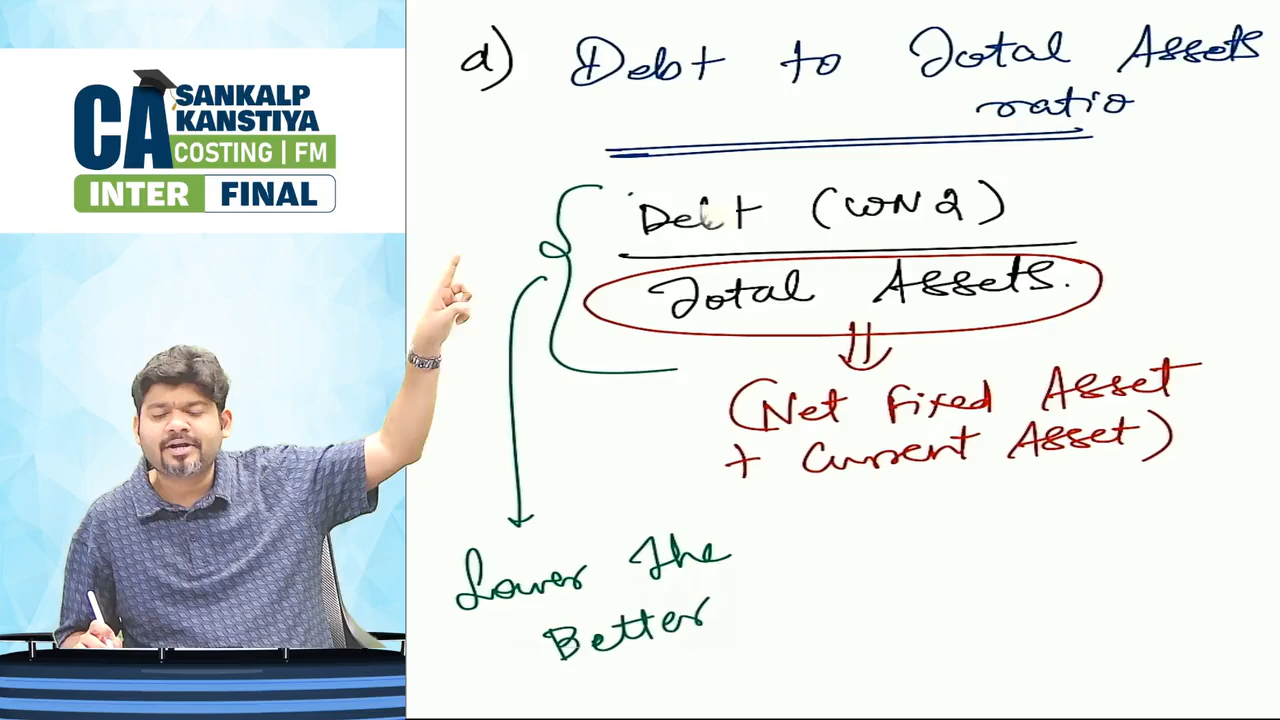 CA
SANKALP
KANSTIYA
COSTING | FM
INTER FINAL
d) Debt to Total Assets
ratio
Debt (WN 2)
Total Assets.
(Net Fixed Asset
+ Current Asset)
Lower the
Better